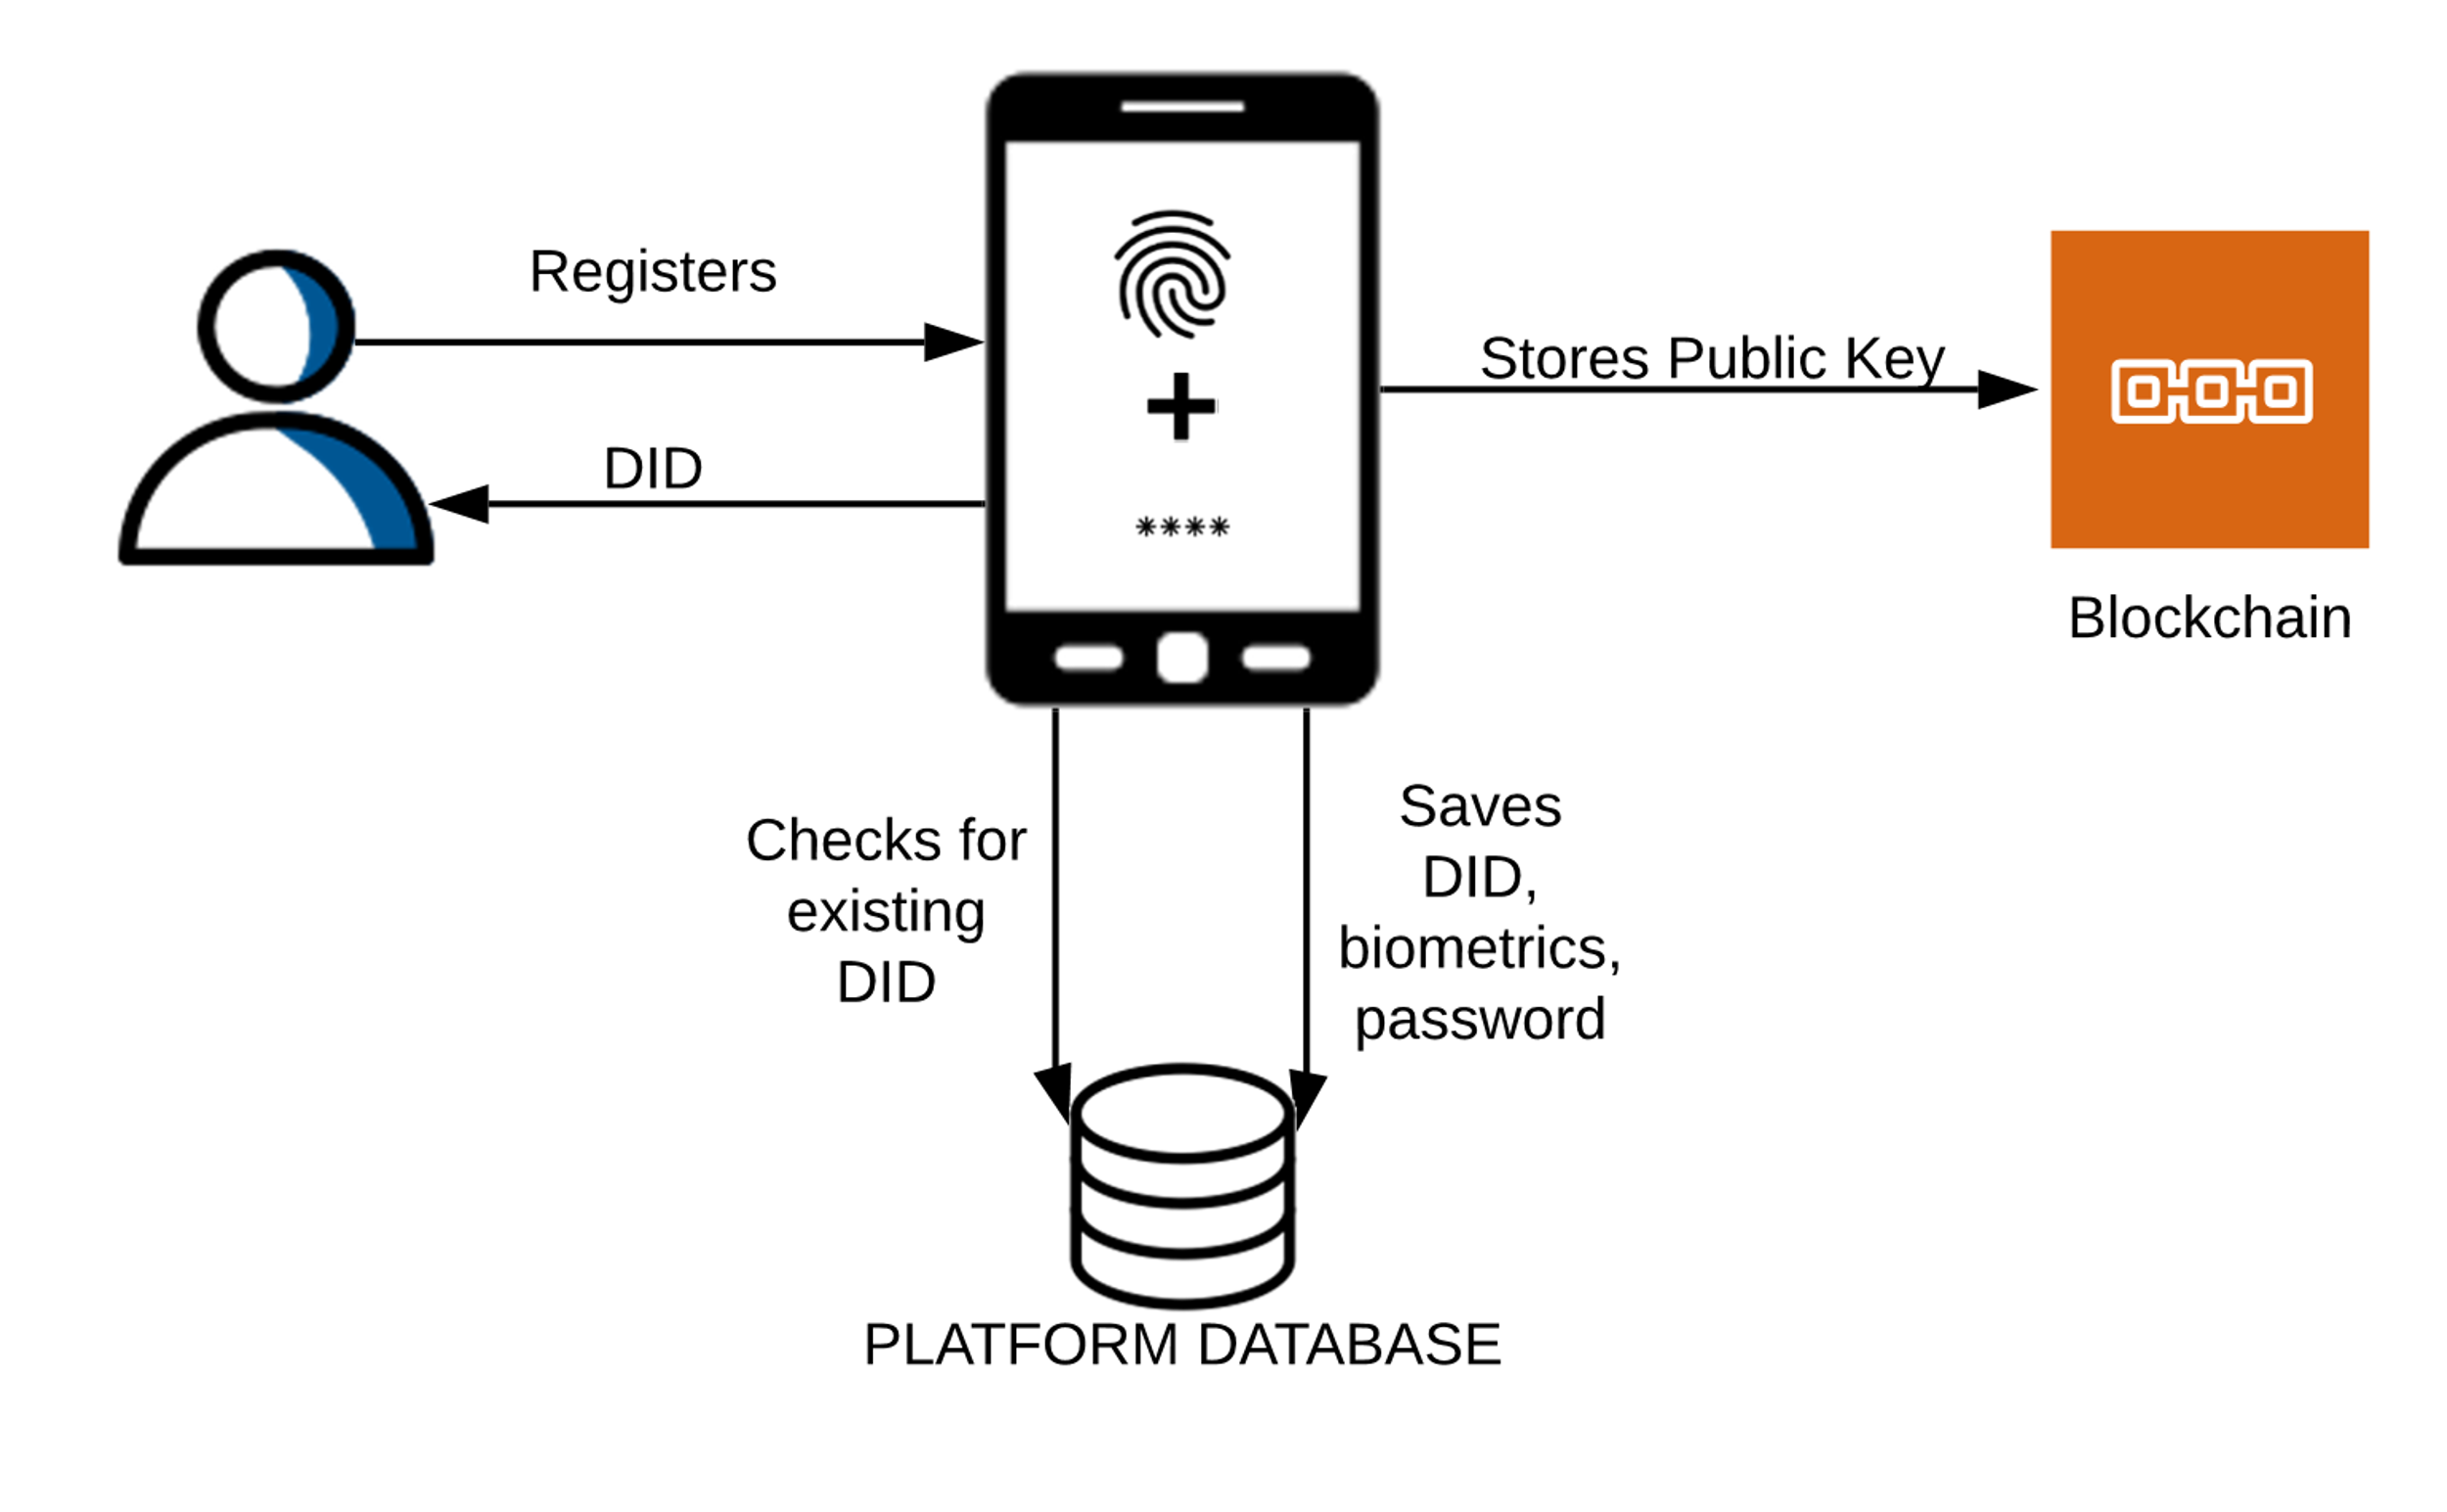 Registers
DID
****
Stores Public Key
Blockchain
Checks for
existing
DID
Saves
DID,
biometrics,
password
PLATFORM DATABASE